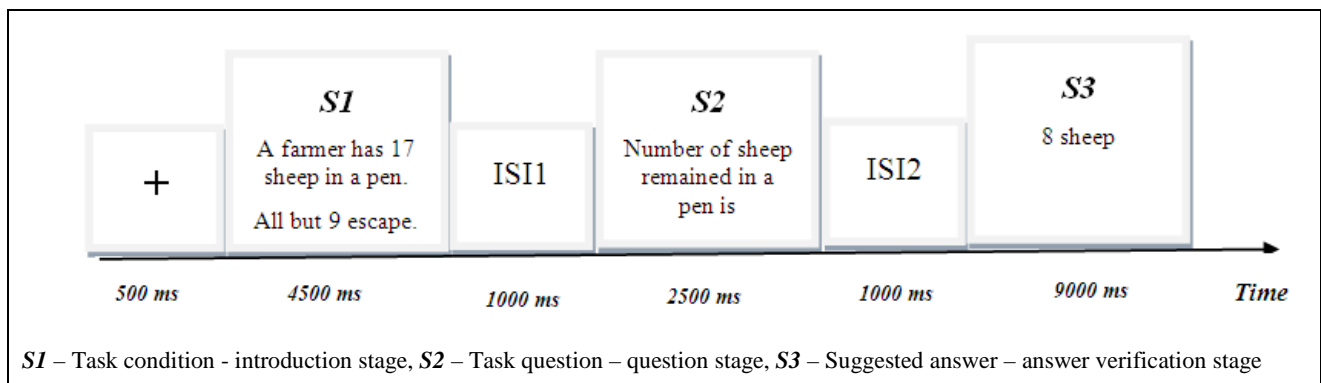 +
S1
A farmer has 17
sheep in a pen.
All but 9 escape.
ISI1
S2
Number of sheep
remained in a
pen is
ISI2
S3
8 sheep
500 ms
4500 ms
1000 ms
2500 ms
1000 ms
9000 ms
Time
S1 – Task condition - introduction stage, S2 – Task question – question stage, S3 – Suggested answer – answer verification stage